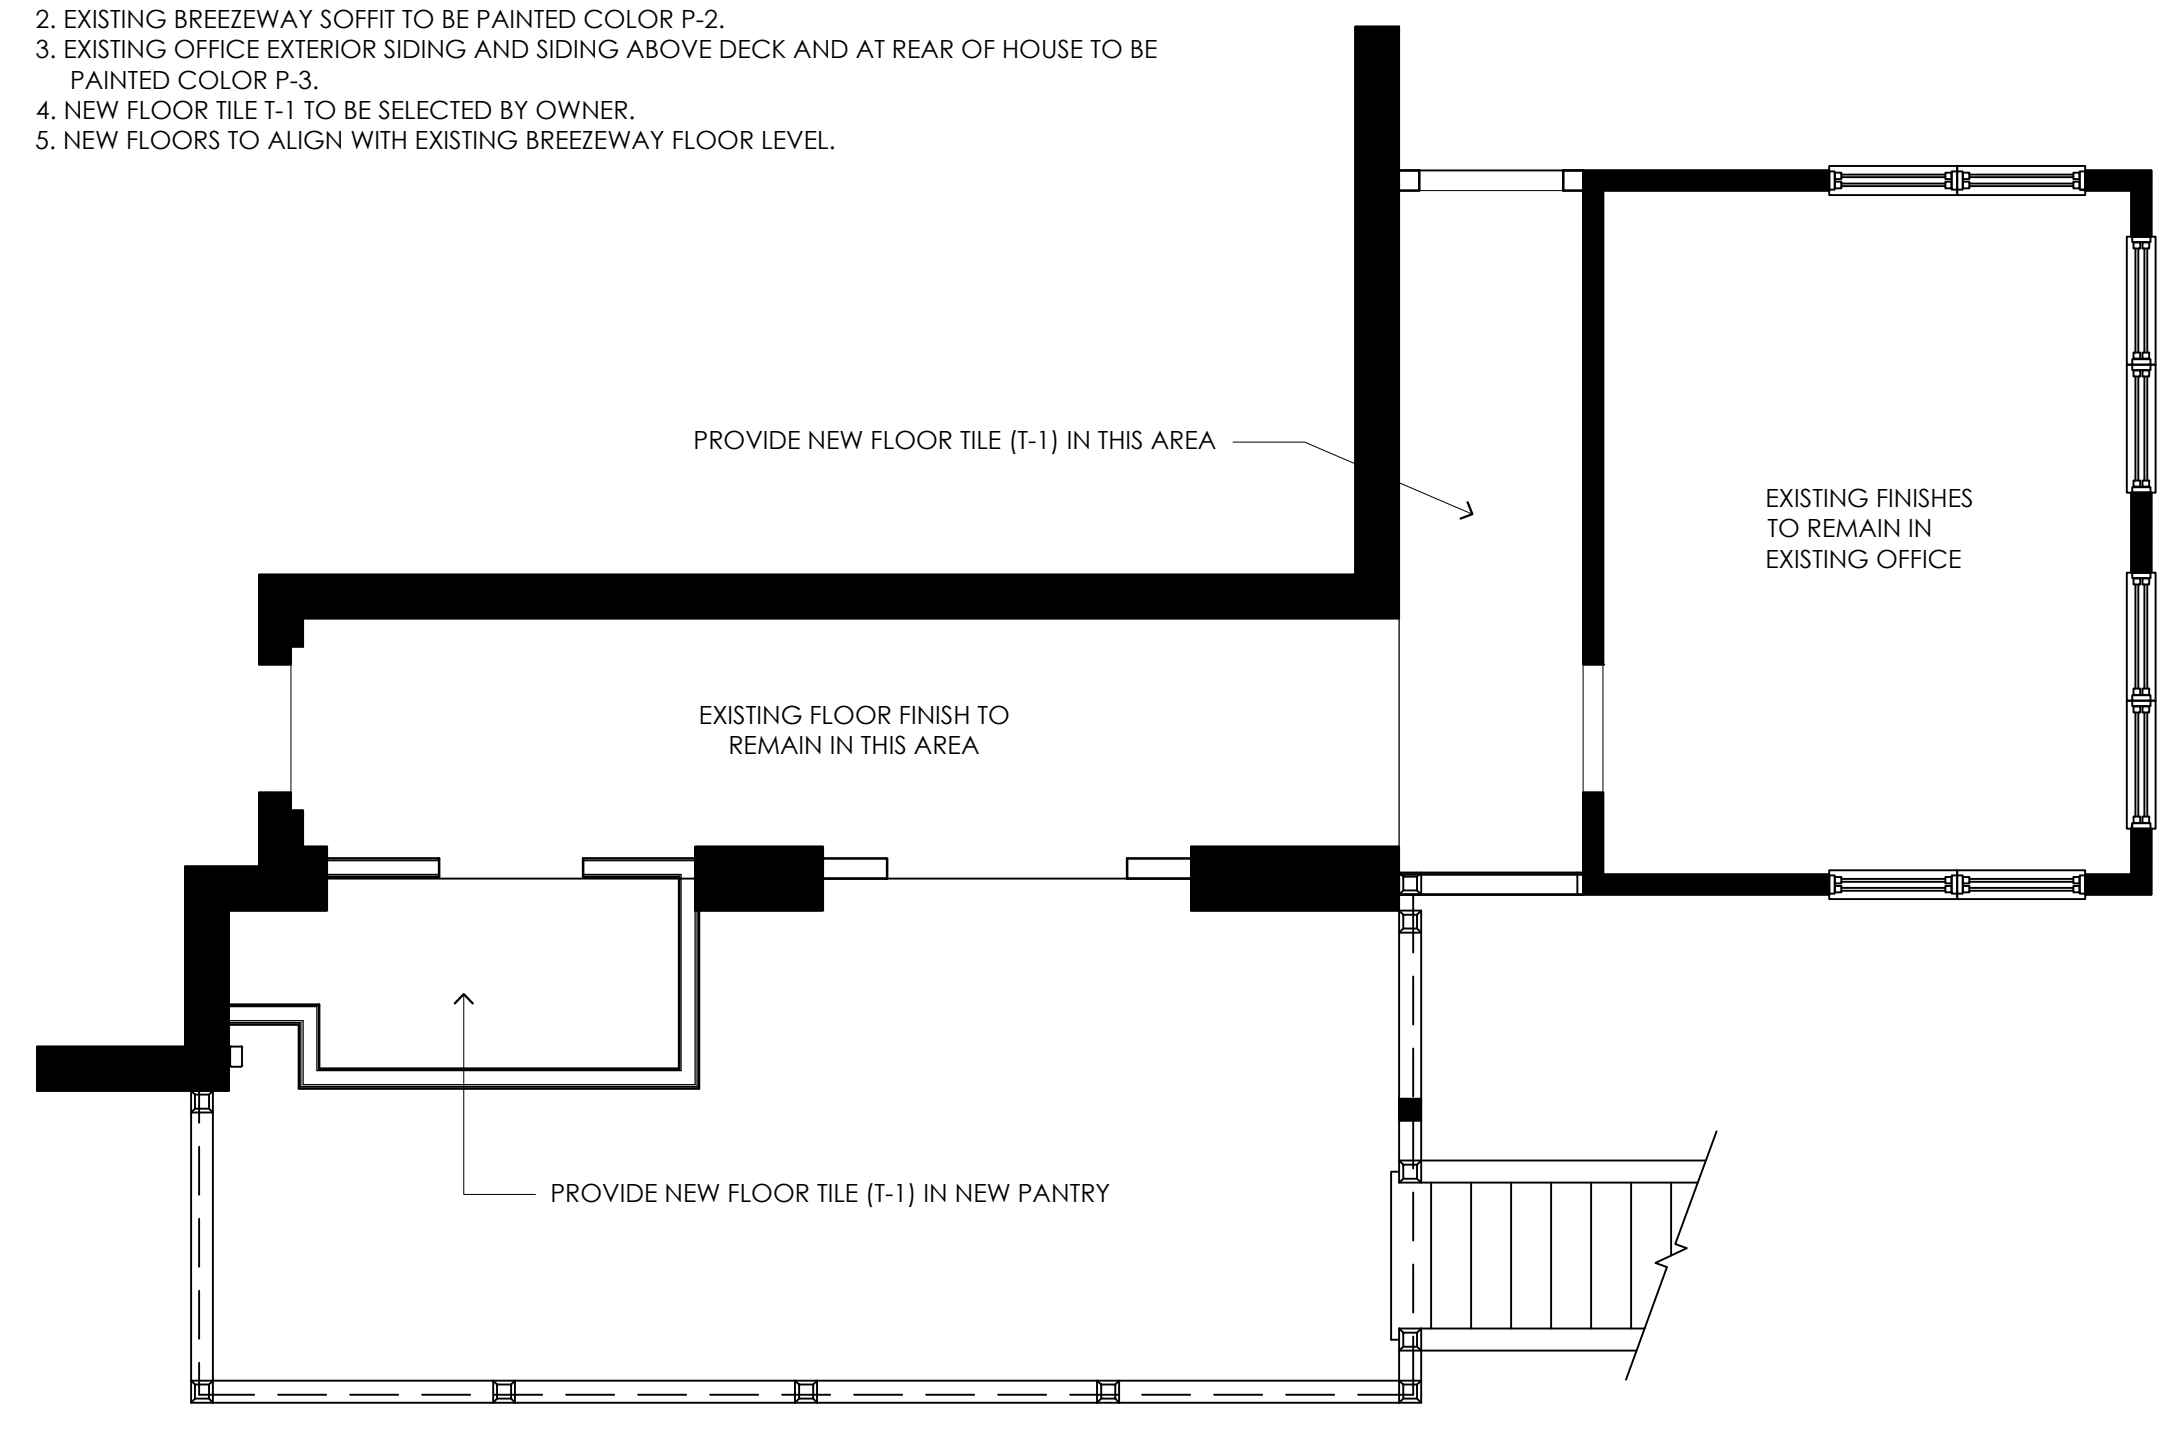 2. EXISTING BREEZEWAY SOFFIT TO BE PAINTED COLOR P-2.
3. EXISTING OFFICE EXTERIOR SIDING AND SIDING ABOVE DECK AND AT REAR OF HOUSE TO BE
PAINTED COLOR P-3.
4. NEW FLOOR TILE T-1 TO BE SELECTED BY OWNER.
5. NEW FLOORS TO ALIGN WITH EXISTING BREEZEWAY FLOOR LEVEL.
PROVIDE NEW FLOOR TILE (T-1) IN THIS AREA
EXISTING FINISHES
TO REMAIN IN
EXISTING OFFICE
EXISTING FLOOR FINISH TO
REMAIN IN THIS AREA
PROVIDE NEW FLOOR TILE (T-1) IN NEW PANTRY